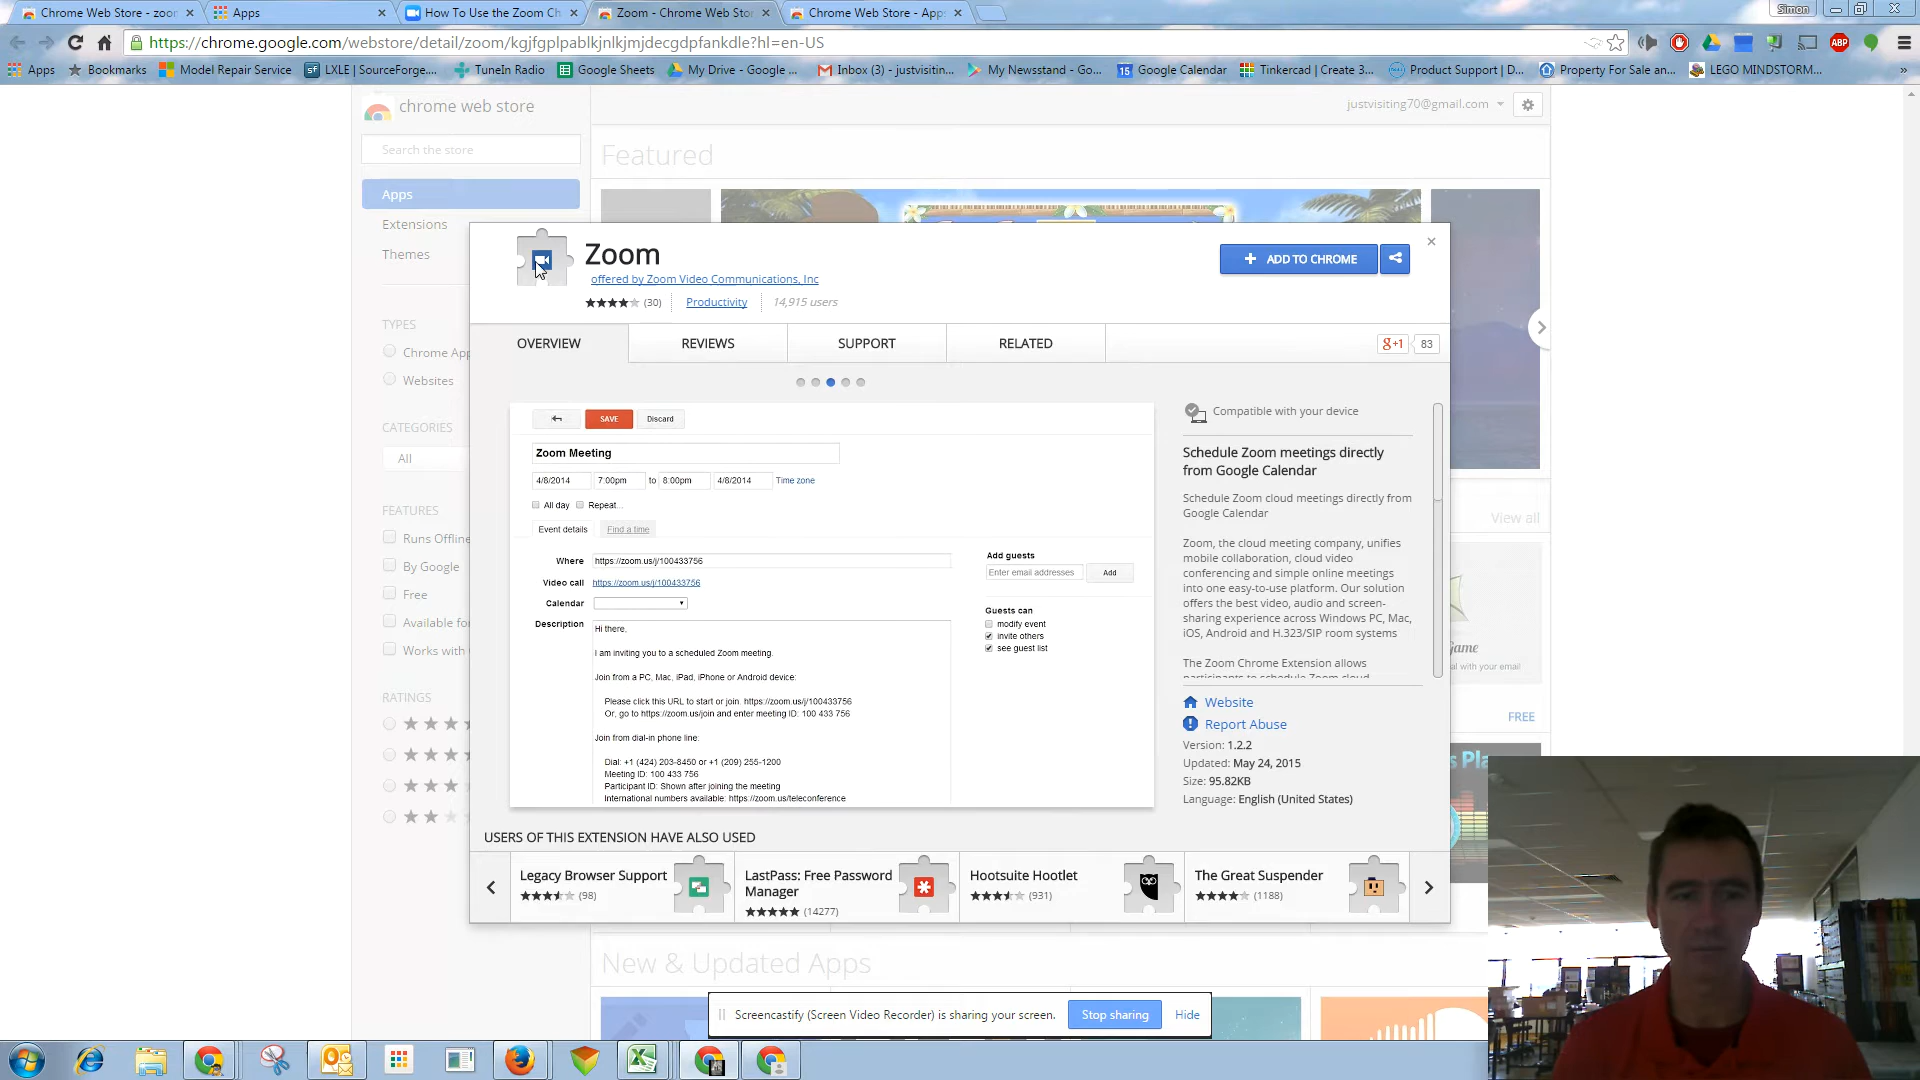 Chrome Web Store - zoo
Apps
How To Use the Zoom Ch
Zoom - Chrome Web Sto
Chrome Web Store - App
Simon
https://chrome.google.com/webstore/detail/zoom/kgjfgplpablkjnlkjmjdecgdpfankdle?hl=en-US
Apps Bookmarks Model Repair Service LXLE | SourceForge.... TuneIn Radio Google Sheets My Drive - Google ... Inbox (3) - justvisitin... My Newsstand - Go... Google Calendar Tinkercad | Create 3... Product Support | D... Property For Sale an... LEGO MINDSTORM... »
chrome web store
justvisiting70@gmail.com
Search the store
Featured
Apps
Extensions
Themes
TYPES
Chrome App
Websites
CATEGORIES
All
FEATURES
Runs Offline
By Google
Free
Available fo
Works with
RATINGS
Zoom
offered by Zoom Video Communications, Inc
(30)
Productivity
14,915 users
+ ADD TO CHROME
OVERVIEW
REVIEWS
SUPPORT
RELATED
g+1 83
SAVE
Discard
Zoom Meeting
4/8/2014 7:00pm to 8:00pm 4/8/2014 Time zone
All day Repeat...
Event details Find a time
Where https://zoom.us/j/100433756
Video call https://zoom.us/j/100433756
Calendar
Description Hi there,
I am inviting you to a scheduled Zoom meeting.
Join from a PC, Mac, iPad, iPhone or Android device:
Please click this URL to start or join. https://zoom.us/j/100433756
Or, go to https://zoom.us/join and enter meeting ID: 100 433 756
Join from dial-in phone line:
Dial: +1 (424) 203-8450 or +1 (209) 255-1200
Meeting ID: 100 433 756
Participant ID: Shown after joining the meeting
International numbers available: https://zoom.us/teleconference
Add guests
Enter email addresses Add
Guests can
modify event
invite others
see guest list
Compatible with your device
Schedule Zoom meetings directly
from Google Calendar
Schedule Zoom cloud meetings directly from
Google Calendar
Zoom, the cloud meeting company, unifies
mobile collaboration, cloud video
conferencing and simple online meetings
into one easy-to-use platform. Our solution
offers the best video, audio and screen-
sharing experience across Windows PC, Mac,
iOS, Android and H.323/SIP room systems
The Zoom Chrome Extension allows
participants to schedule Zoom cloud
Website
Report Abuse
Version: 1.2.2
Updated: May 24, 2015
Size: 95.82KB
Language: English (United States)
View all
Game
al with your email
FREE
s Pla
USERS OF THIS EXTENSION HAVE ALSO USED
Legacy Browser Support
(98)
LastPass: Free Password
Manager
(14277)
Hootsuite Hootlet
(931)
The Great Suspender
(1188)
New & Updated Apps
Screencastify (Screen Video Recorder) is sharing your screen.
Stop sharing
Hide